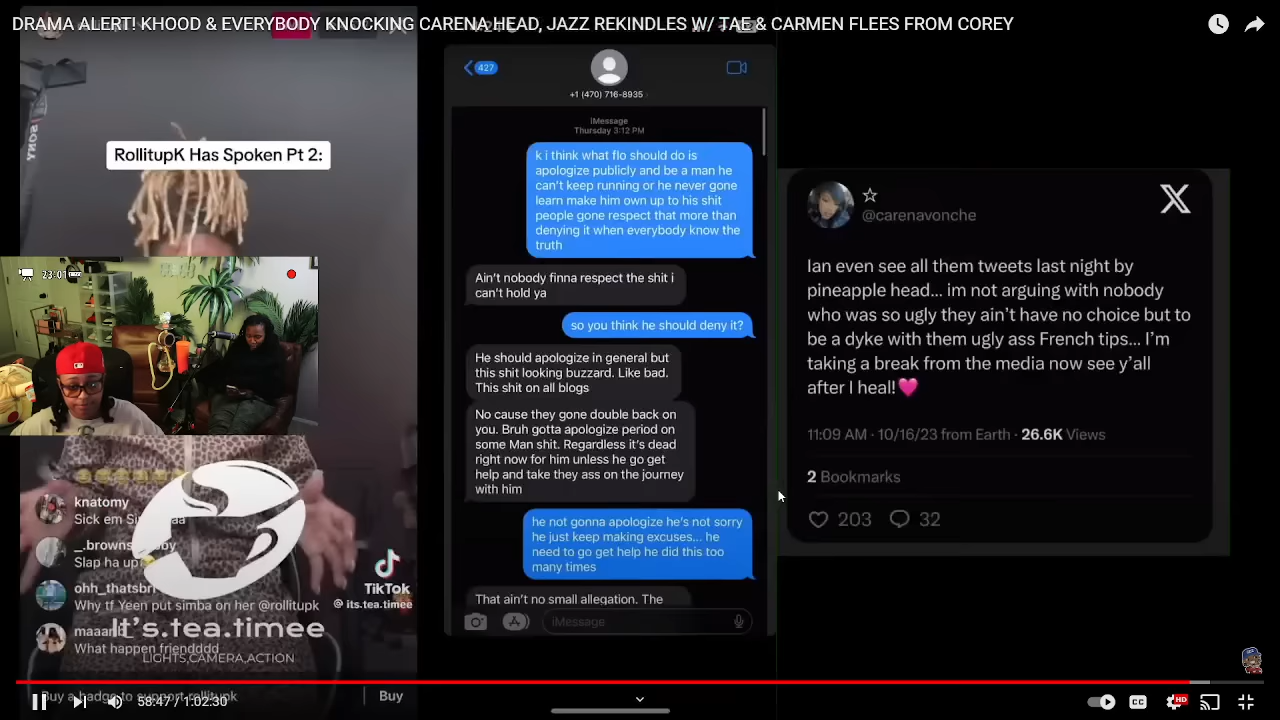 DRAMA ALERT! KHOOD & EVERYBODY KNOCKING CARENA HEAD, JAZZ REKINDLES W/ TAE & CARMEN FLEES FROM COREY
SONY
RollitupK Has Spoken Pt 2:
23:01
knatomy
Sick em Si
_.browns
Slap ha up
ohh_thatsbri
Why tf Yeen put simba on her @rollitupk
What happen friendddd
It's.tea.timee
LIGHTS,CAMERA,ACTION
TikTok
@its.tea.timee
Buy a badge to support rollitupk
Buy
427
+1 (470) 716-8935
iMessage
Thursday 3:12 PM
k i think what flo should do is
apologize publicly and be a man he
can't keep running or he never gone
learn make him own up to his shit
people gone respect that more than
denying it when everybody know the
truth
Ain't nobody finna respect the shit i
can't hold ya
so you think he should deny it?
He should apologize in general but
this shit looking buzzard. Like bad.
This shit on all blogs
No cause they gone double back on
you. Bruh gotta apologize period on
some Man shit. Regardless it's dead
right now for him unless he go get
help and take they ass on the journey
with him
he not gonna apologize he's not sorry
he just keep making excuses... he
need to go get help he did this too
many times
That ain't no small allegation. The
iMessage
@carenavonche
Ian even see all them tweets last night by
pineapple head... im not arguing with nobody
who was so ugly they ain't have no choice but to
be a dyke with them ugly ass French tips... I'm
taking a break from the media now see y'all
after I heal!💗
11:09 AM · 10/16/23 from Earth · 26.6K Views
2 Bookmarks
203
32
58:47 / 1:02:30
CC
HD